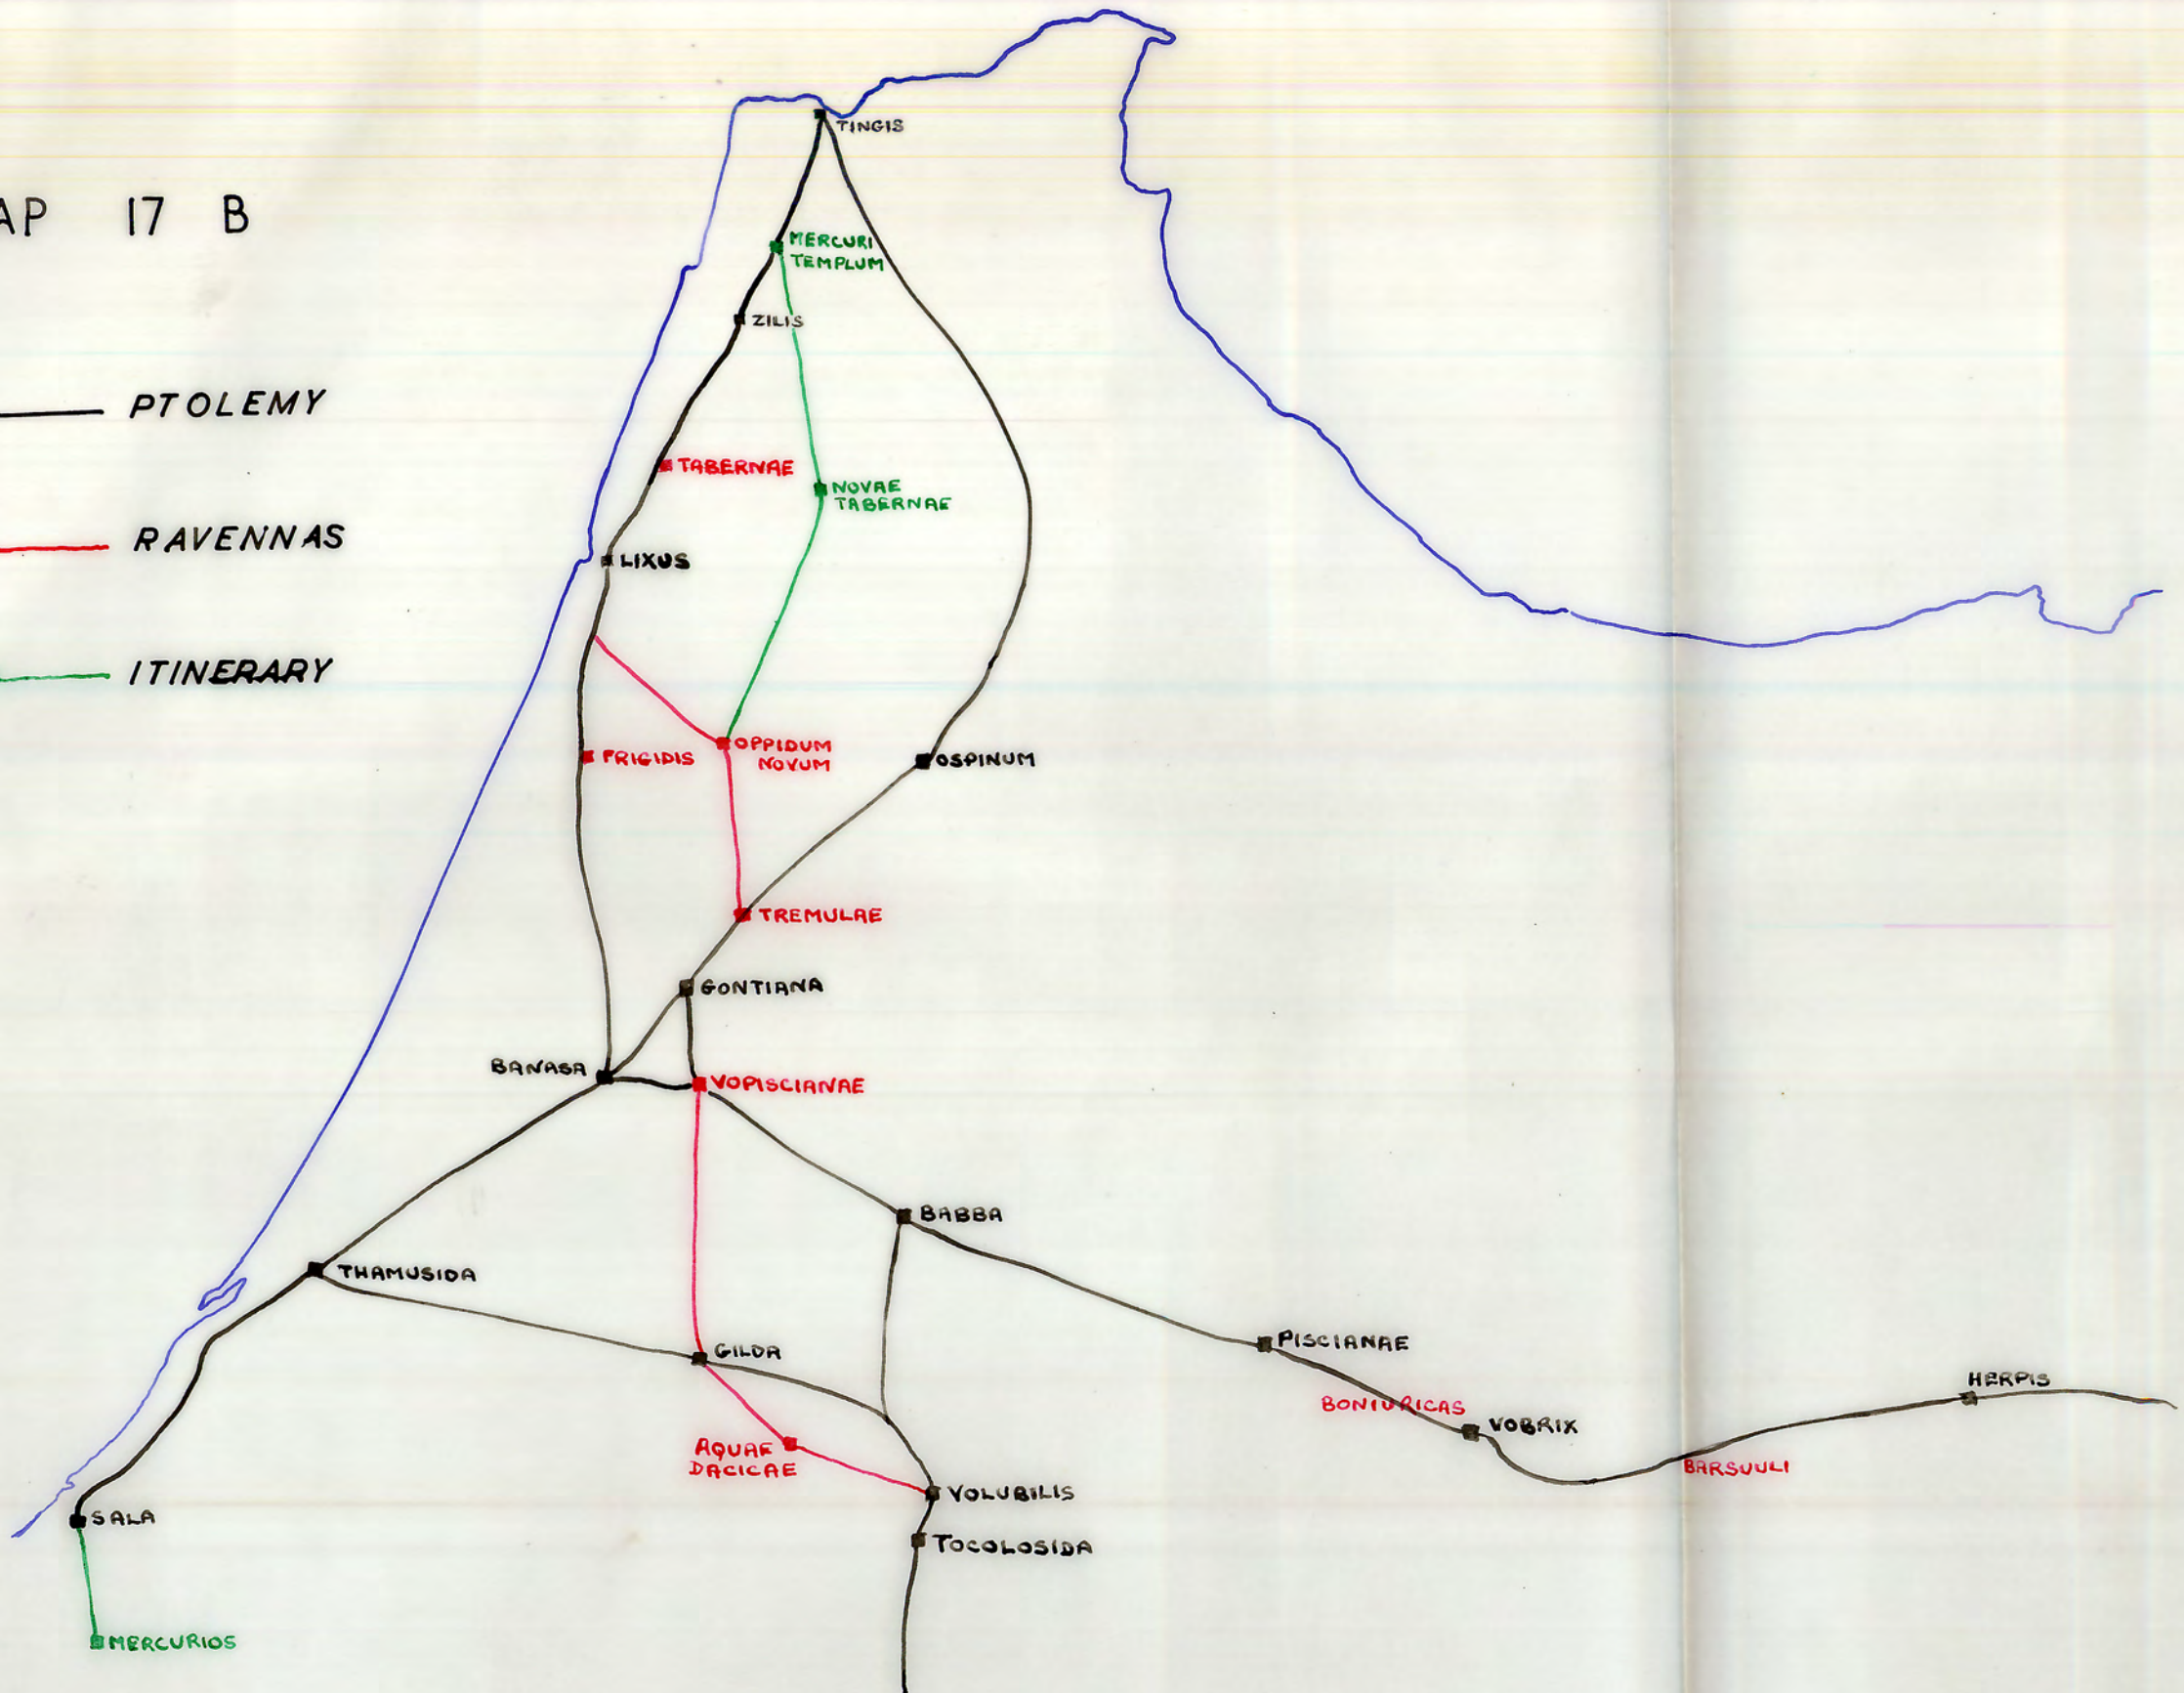 TINGIS
AP 17 B
MERCURI
TEMPLUM
ZILIS
PTOLEMY
TABERNAE
NOVAE
TABERNAE
RAVENNAS
LIXUS
ITINERARY
OPPIDUM
NOVUM
FRIGIDIS
OSPINUM
TREMULAE
GONTIANA
BANASA
VOPISCIANAE
BABBA
THAMUSIDA
GILDA
PISCIANAE
HERPIS
BONIURICAS
VOBRIX
AQUAE
DACICAE
BARSUULI
VOLUBILIS
SALA
TOCOLOSIDA
MERCURIOS